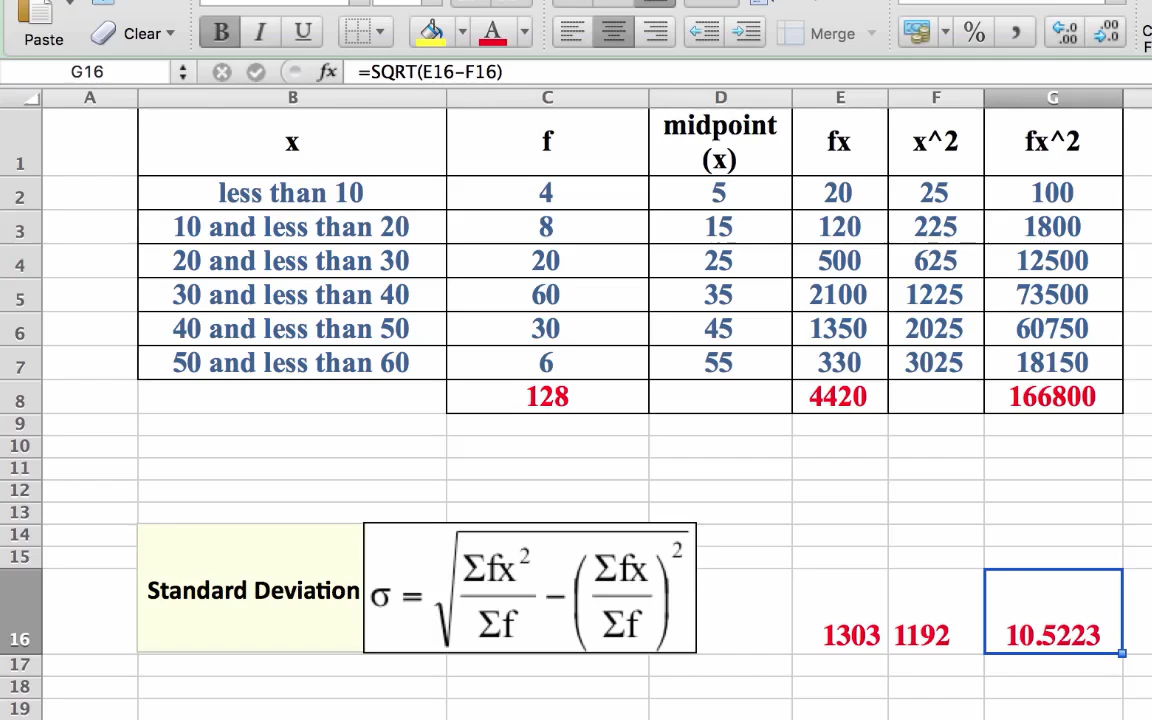 Paste Clear B I U A Merge % , .00 .00
G16 fx =SQRT(E16-F16)
A B C D E F G
1 x f midpoint (x) fx x^2 fx^2
2 less than 10 4 5 20 25 100
3 10 and less than 20 8 15 120 225 1800
4 20 and less than 30 20 25 500 625 12500
5 30 and less than 40 60 35 2100 1225 73500
6 40 and less than 50 30 45 1350 2025 60750
7 50 and less than 60 6 55 330 3025 18150
8 128 4420 166800
9
10
11
12
13
14
15
16 Standard Deviation σ = √(Σfx²/Σf − (Σfx/Σf)²) 1303 1192 10.5223
17
18
19